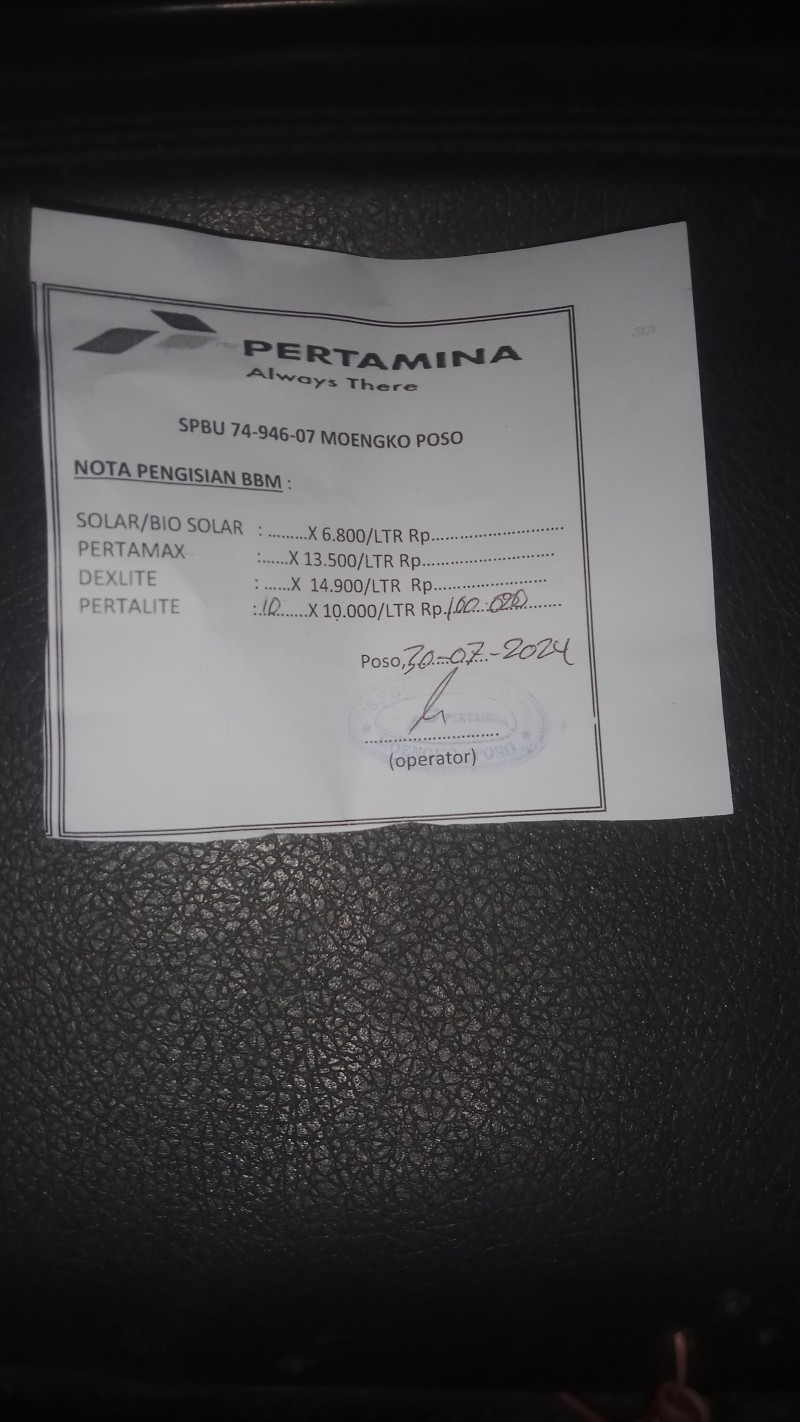 PERTAMINA
Always There
SPBU 74-946-07 MOENGKO POSO
NOTA PENGISIAN BBM :
SOLAR/BIO SOLAR : .........X 6.800/LTR Rp..............................
PERTAMAX :......X 13.500/LTR Rp..............................
DEXLITE : ......X 14.900/LTR Rp.........................
PERTALITE :.10......X 10.000/LTR Rp.100.000........
Poso, 30-07-2024
PERTAMINA
MOENGKO POSO
(operator)